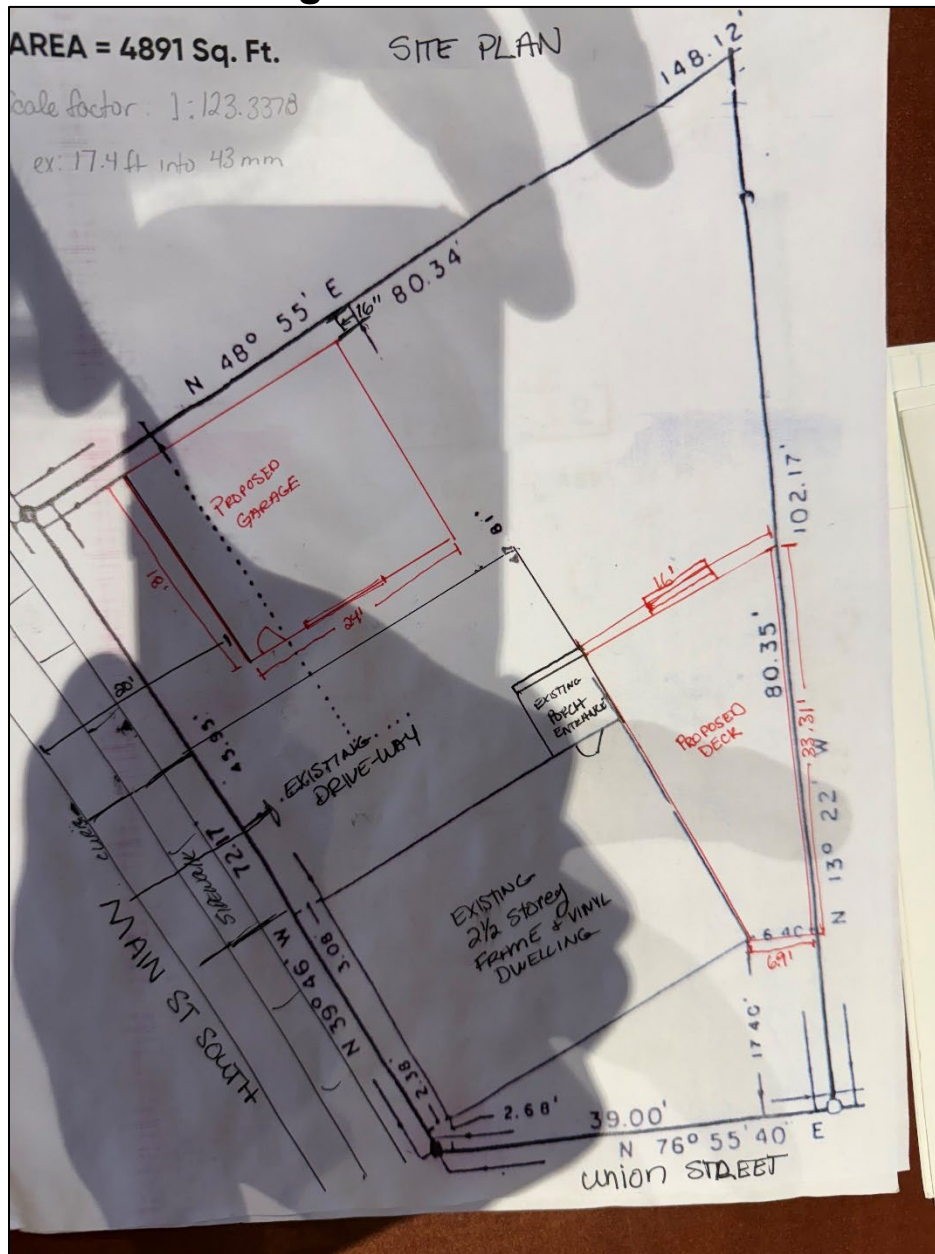 AREA = 4891 Sq. Ft.
SITE PLAN
148.12'
cale factor. 1:123.3378
ex: 17.4 ft into 43 mm
N 48° 55' E
80.34'
16"
PROPOSED
GARAGE
18'
24"
81'
102.17'
16'
80.35'
33.31'
20'
43.95'
EXISTING
PORCH
ENTRANCE
PROPOSED
DECK
EXISTING
DRIVE-WAY
N 13° 22' W
72.17'
curb
SIDEWALK
MAIN ST SOUTH
N 39° 46' W
3.08'
EXISTING
2½ Storey
FRAME & VINYL
DWELLING
6.40
6.91
17.40'
2.38'
2.68'
39.00'
N 76° 55' 40 E
union STREET